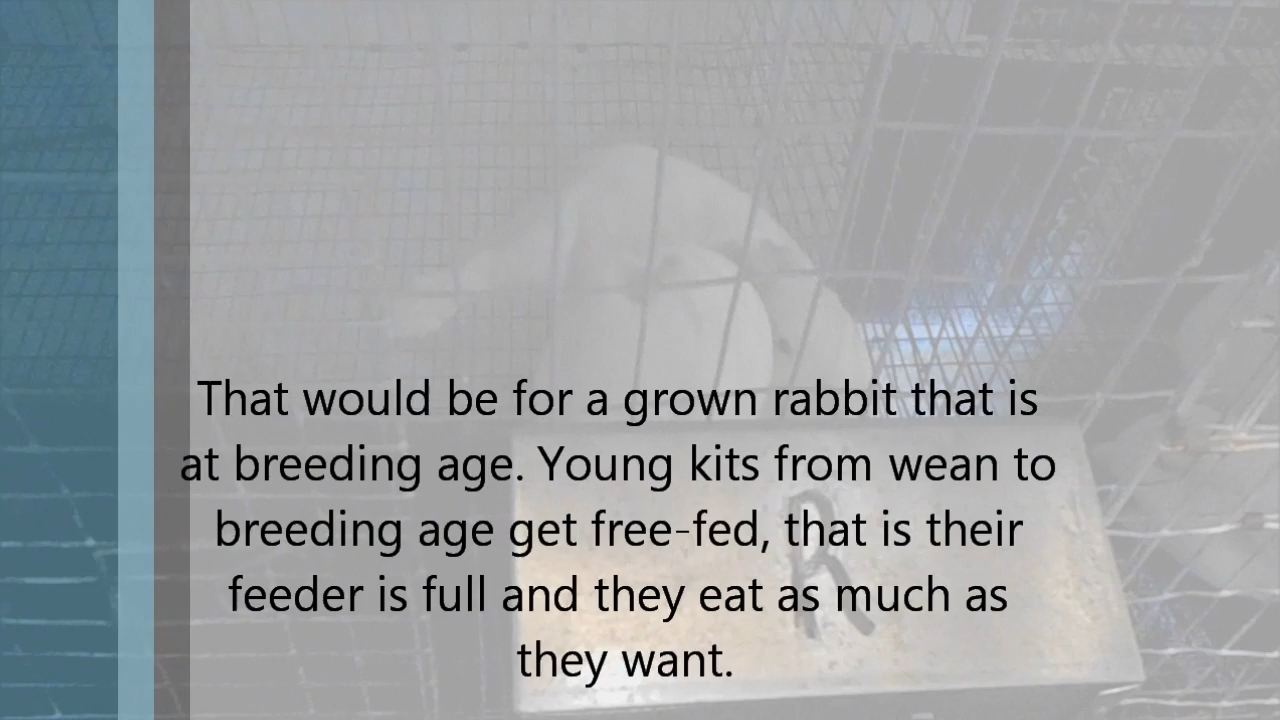 That would be for a grown rabbit that is
at breeding age. Young kits from wean to
breeding age get free-fed, that is their
feeder is full and they eat as much as
they want.
R